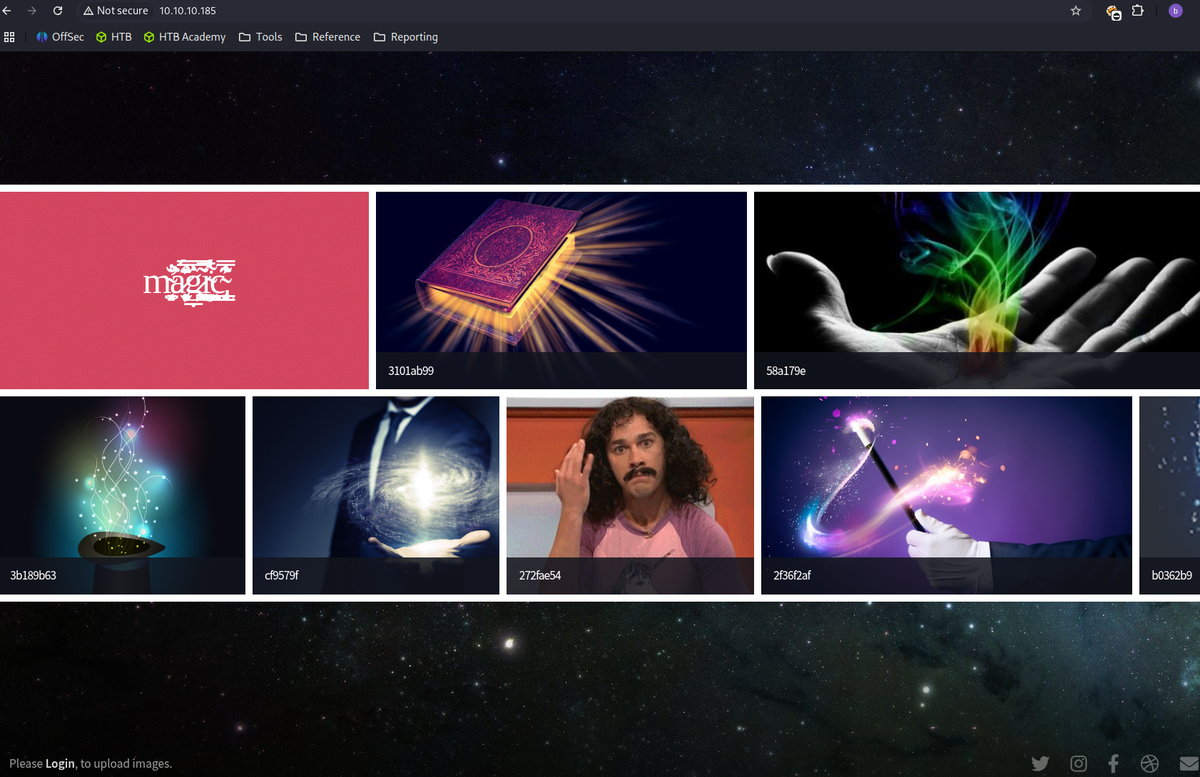 Not secure 10.10.10.185
OffSec HTB HTB Academy Tools Reference Reporting
b
magic
3101ab99 58a179e
3b189b63 cf9579f 272fae54 2f36f2af b0362b9
Please Login, to upload images.